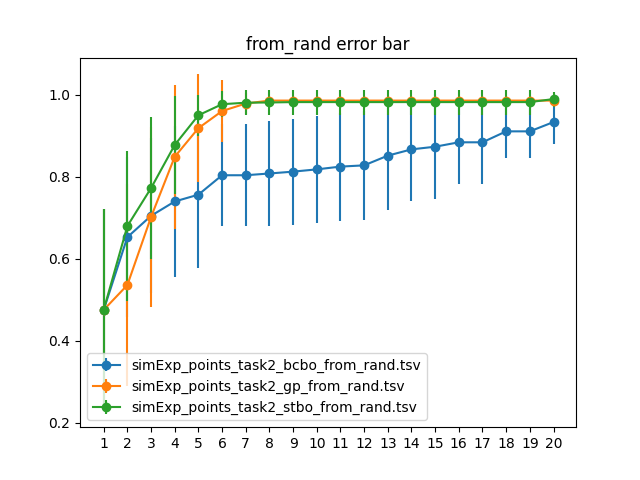 from_rand error bar
1.0
0.8
0.6
0.4
0.2
simExp_points_task2_bcbo_from_rand.tsv
simExp_points_task2_gp_from_rand.tsv
simExp_points_task2_stbo_from_rand.tsv
1 2 3 4 5 6 7 8 9 10 11 12 13 14 15 16 17 18 19 20